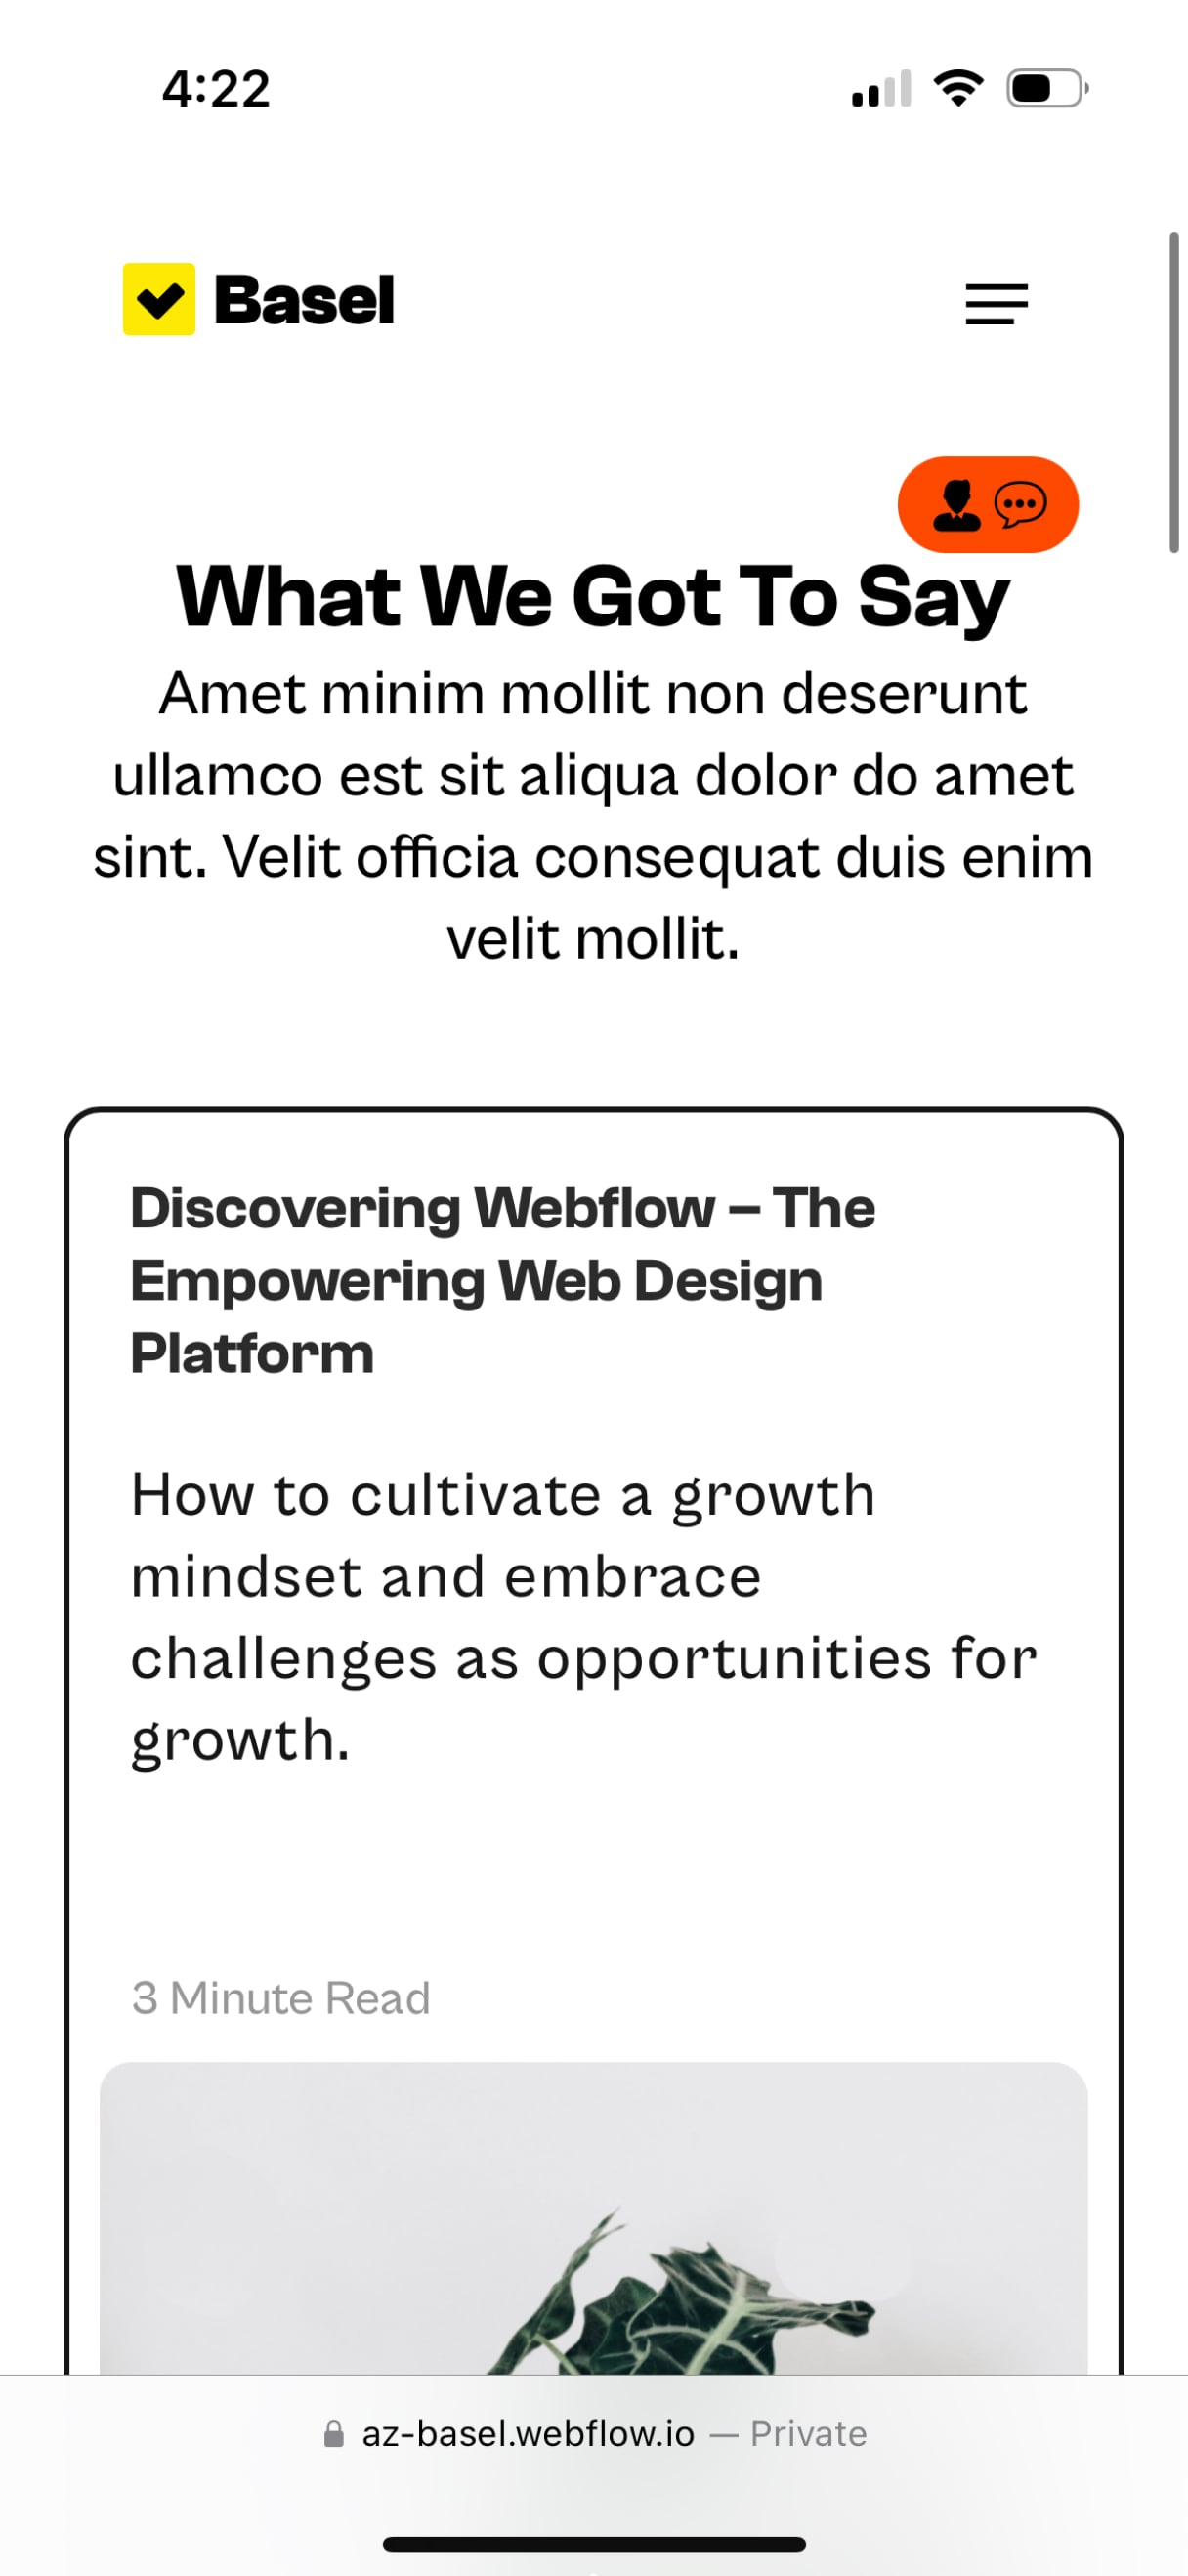 4:22
Basel
What We Got To Say
Amet minim mollit non deserunt
ullamco est sit aliqua dolor do amet
sint. Velit officia consequat duis enim
velit mollit.
Discovering Webflow – The
Empowering Web Design
Platform
How to cultivate a growth
mindset and embrace
challenges as opportunities for
growth.
3 Minute Read
az-basel.webflow.io — Private